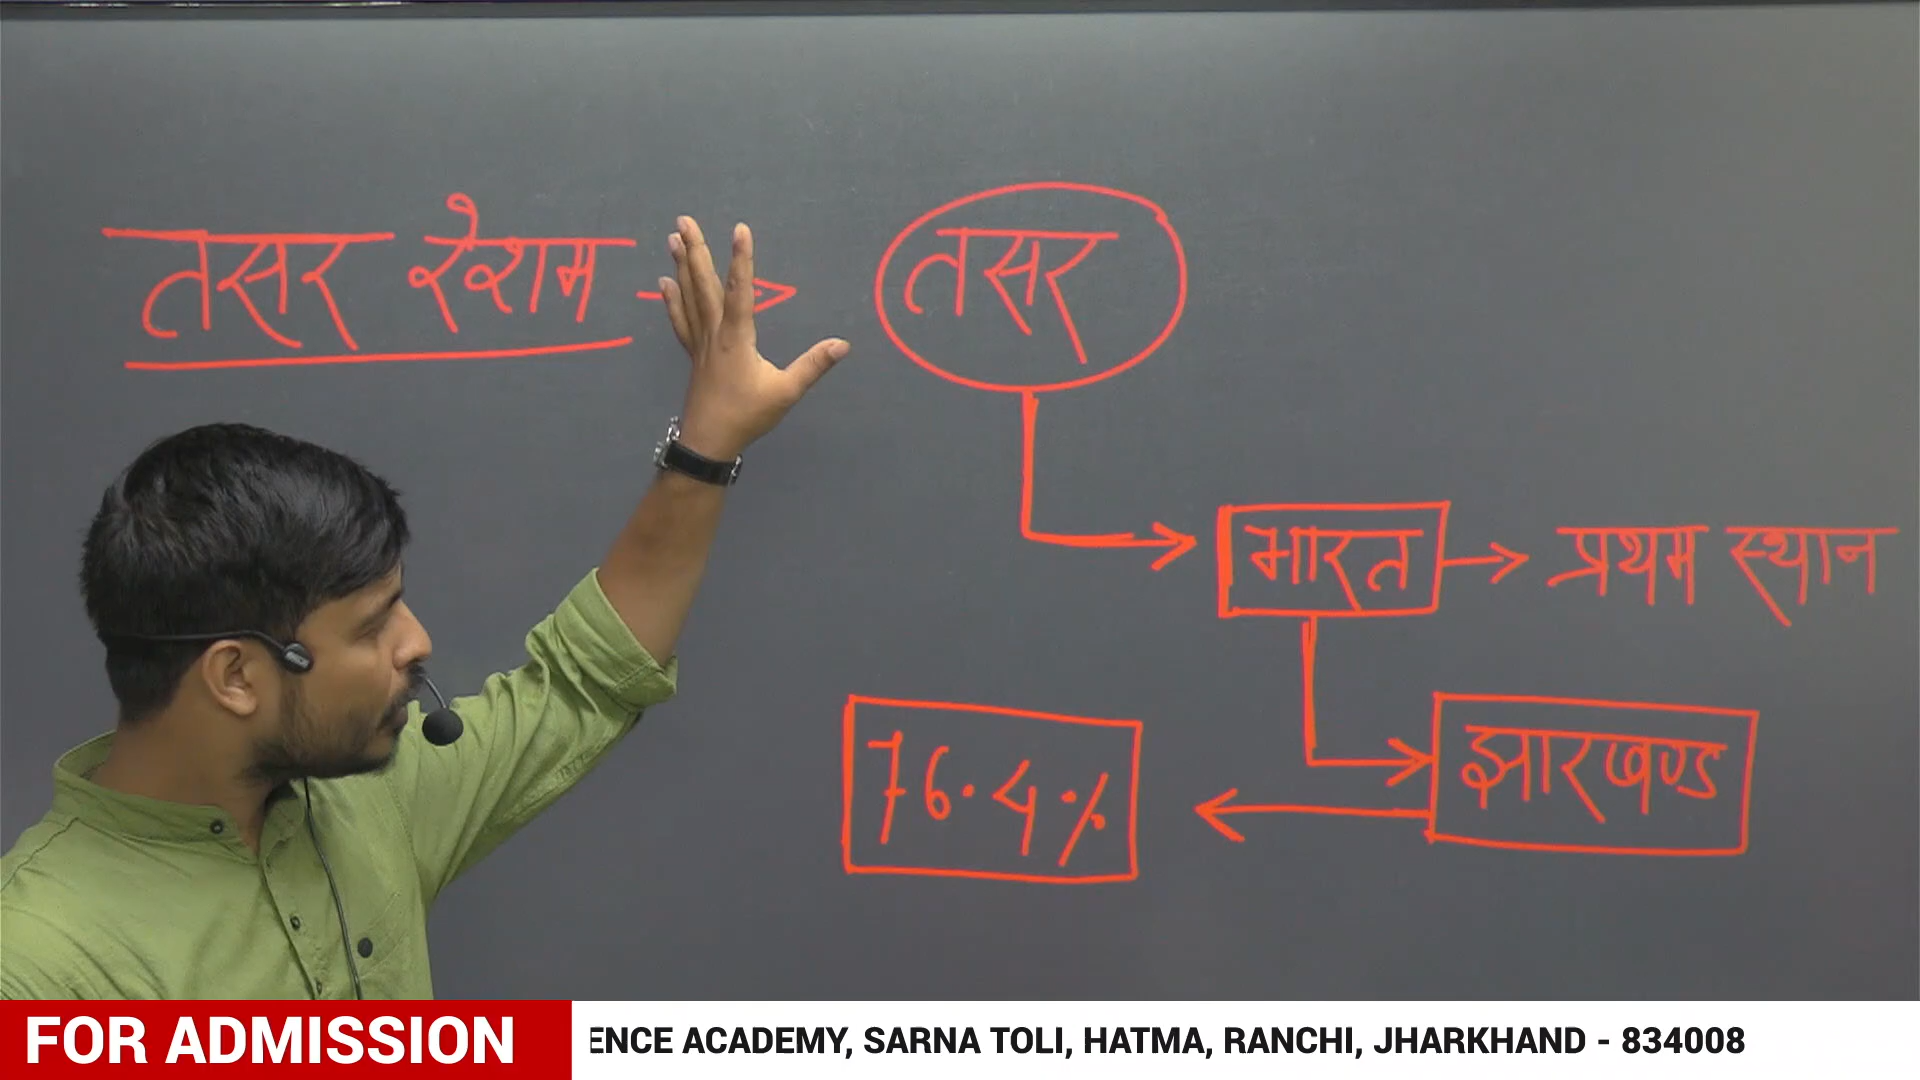 तसर रेशम → तसर
भारत → प्रथम स्थान
76.4% ← झारखण्ड
FOR ADMISSION
ENCE ACADEMY, SARNA TOLI, HATMA, RANCHI, JHARKHAND - 834008